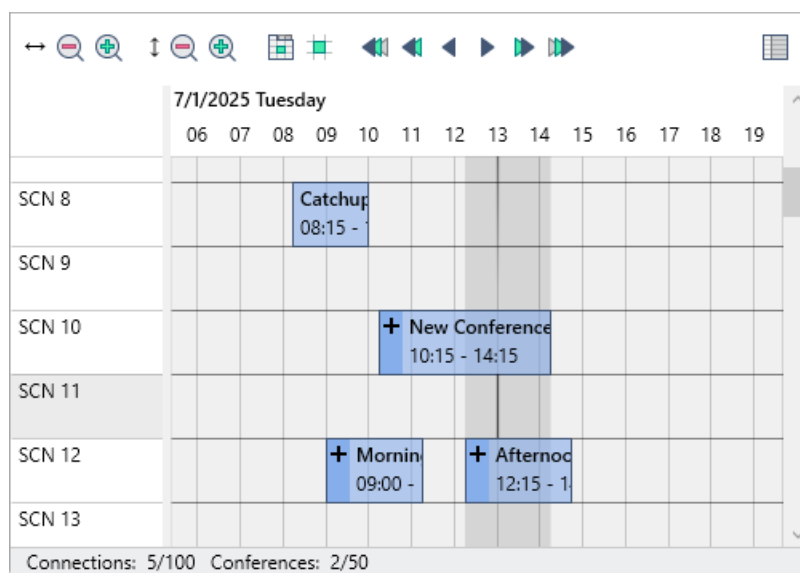 7/1/2025 Tuesday
06 07 08 09 10 11 12 13 14 15 16 17 18 19
SCN 8
Catchup
08:15 -
SCN 9
SCN 10
+ New Conference
10:15 - 14:15
SCN 11
SCN 12
+ Mornin
09:00 -
+ Afternoo
12:15 - 1
SCN 13
Connections: 5/100 Conferences: 2/50